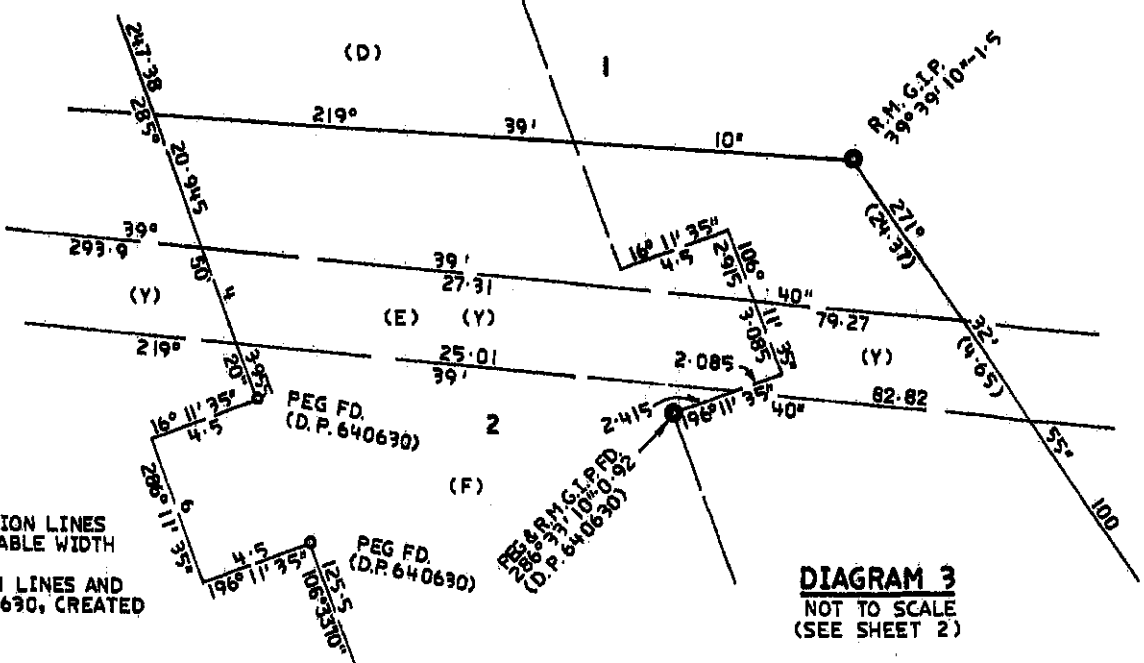 (D)
1
247·38
285°
20·945
50'
4
3·955
20"
219°
39'
10"
R.M. G.I.P.
39° 39' 10"-1·5
271°
(24·37)
32'
(4·65)
55"
100
16° 11' 35"
4·5
106°
2·915
11'
3·085
35"
39°
293·9
39'
27·31
40"
79·27
(Y)
(E)
(Y)
(Y)
219°
25·01
39'
2·085
2·415
196° 11' 35"
40"
82·82
16° 11' 35"
4·5
PEG FD.
(D.P. 640630)
2
(F)
286° 11' 35"
6
4·5
196° 11' 35"
PEG FD.
(D.P. 640630)
125·5
106°33'10"
PEG & R.M. G.I.P. FD.
286° 33' 10"-0·92
(D.P. 640630)
ION LINES
ABLE WIDTH
N LINES AND
630, CREATED
DIAGRAM 3
NOT TO SCALE
(SEE SHEET 2)